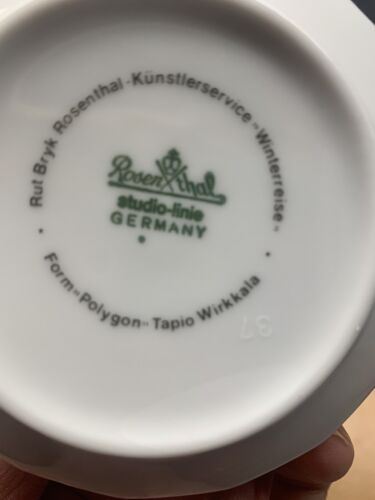 Rut Bryk Rosenthal-Künstlerservice »Winterreise«
Rosenthal
studio-linie
GERMANY
Form »Polygon« Tapio Wirkkala
37